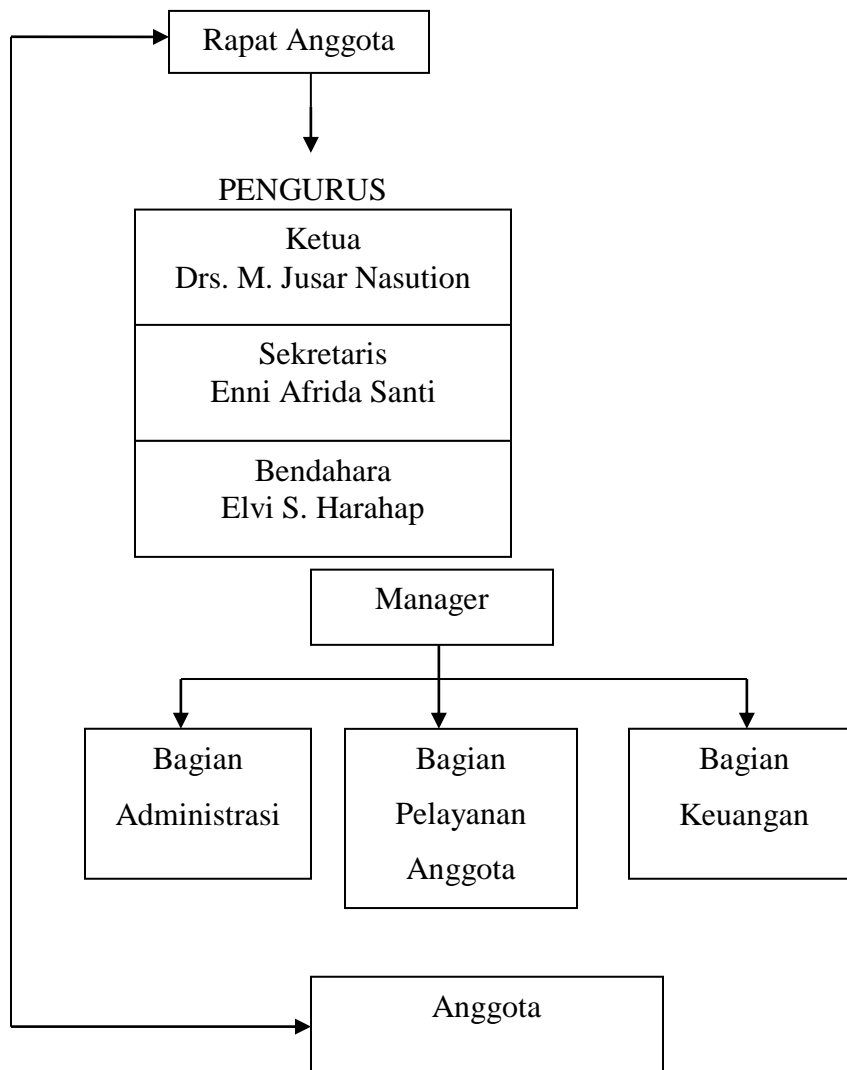 Rapat Anggota
PENGURUS
Ketua
Drs. M. Jusar Nasution
Sekretaris
Enni Afrida Santi
Bendahara
Elvi S. Harahap
Manager
Bagian
Administrasi
Bagian
Pelayanan
Anggota
Bagian
Keuangan
Anggota